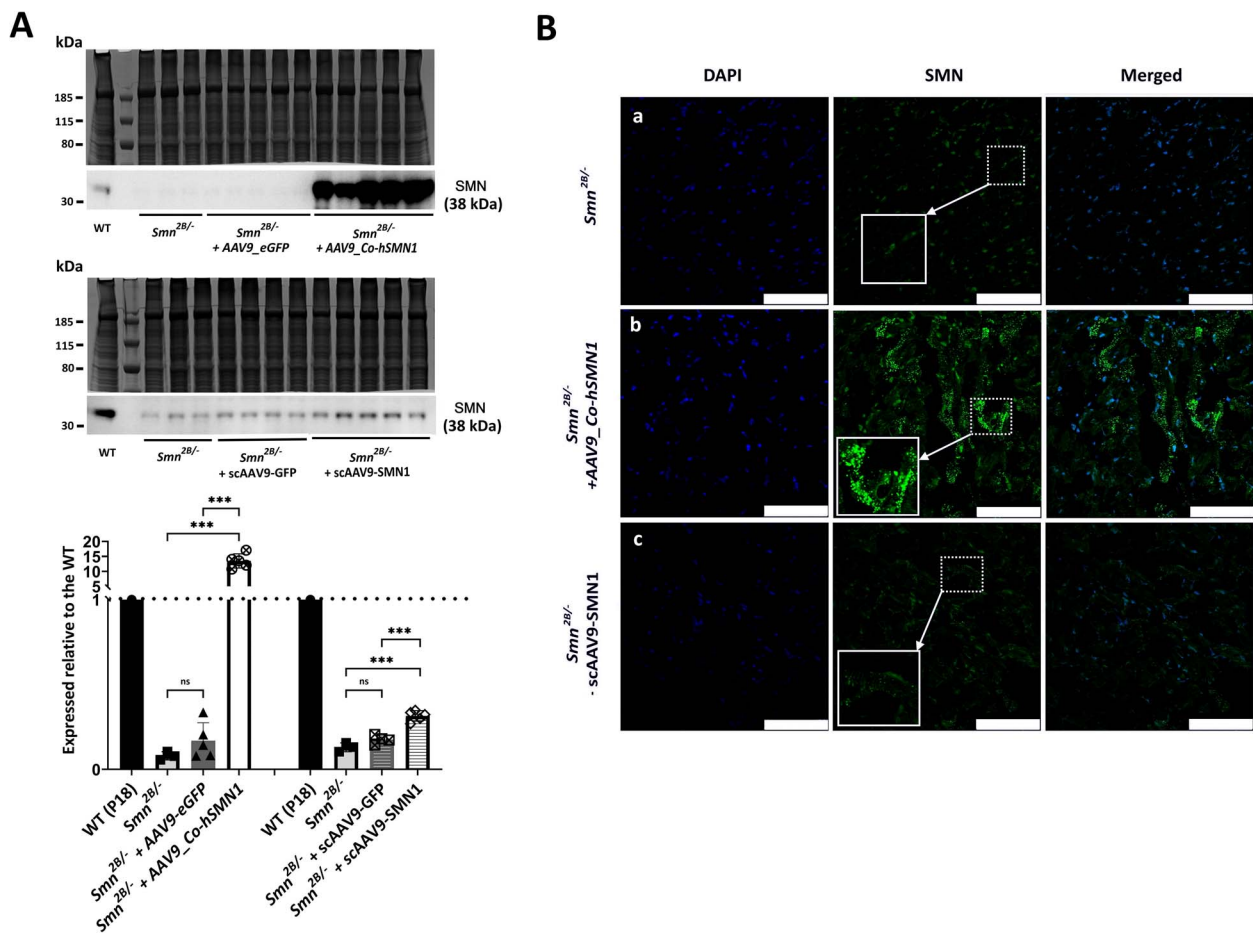 A
kDa
185
115
80
30
SMN
(38 kDa)
WT
Smn2B/-
Smn2B/-
+ AAV9_eGFP
Smn2B/-
+ AAV9_Co-hSMN1
kDa
185
115
80
30
SMN
(38 kDa)
WT
Smn2B/-
Smn2B/-
+ scAAV9-GFP
Smn2B/-
+ scAAV9-SMN1
Expressed relative to the WT
20
15
10
5
1
0
***
***
ns
***
***
ns
WT (P18)
Smn2B/-
Smn2B/- + AAV9-eGFP
Smn2B/- + AAV9_Co-hSMN1
WT (P18)
Smn2B/-
Smn2B/- + scAAV9-GFP
Smn2B/- + scAAV9-SMN1
B
DAPI
SMN
Merged
a
Smn2B/-
b
Smn2B/-
+AAV9_Co-hSMN1
c
Smn2B/-
- scAAV9-SMN1